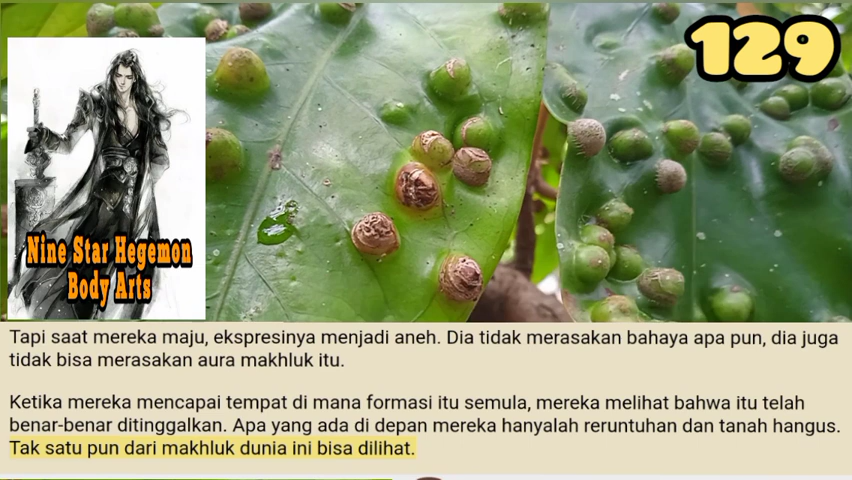 129
Nine Star Hegemon
Body Arts
Tapi saat mereka maju, ekspresinya menjadi aneh. Dia tidak merasakan bahaya apa pun, dia juga
tidak bisa merasakan aura makhluk itu.
Ketika mereka mencapai tempat di mana formasi itu semula, mereka melihat bahwa itu telah
benar-benar ditinggalkan. Apa yang ada di depan mereka hanyalah reruntuhan dan tanah hangus.
Tak satu pun dari makhluk dunia ini bisa dilihat.